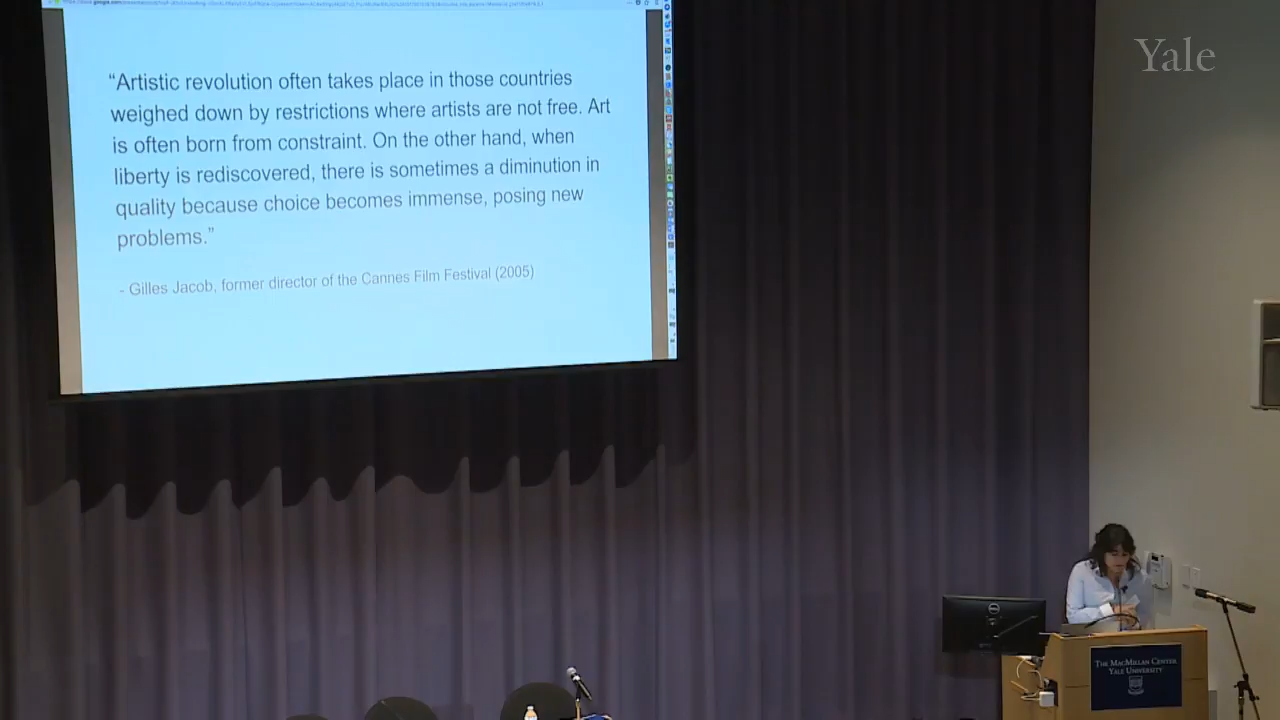 Yale
“Artistic revolution often takes place in those countries
weighed down by restrictions where artists are not free. Art
is often born from constraint. On the other hand, when
liberty is rediscovered, there is sometimes a diminution in
quality because choice becomes immense, posing new
problems.”
- Gilles Jacob, former director of the Cannes Film Festival (2005)
DELL
THE MACMILLAN CENTER
YALE UNIVERSITY